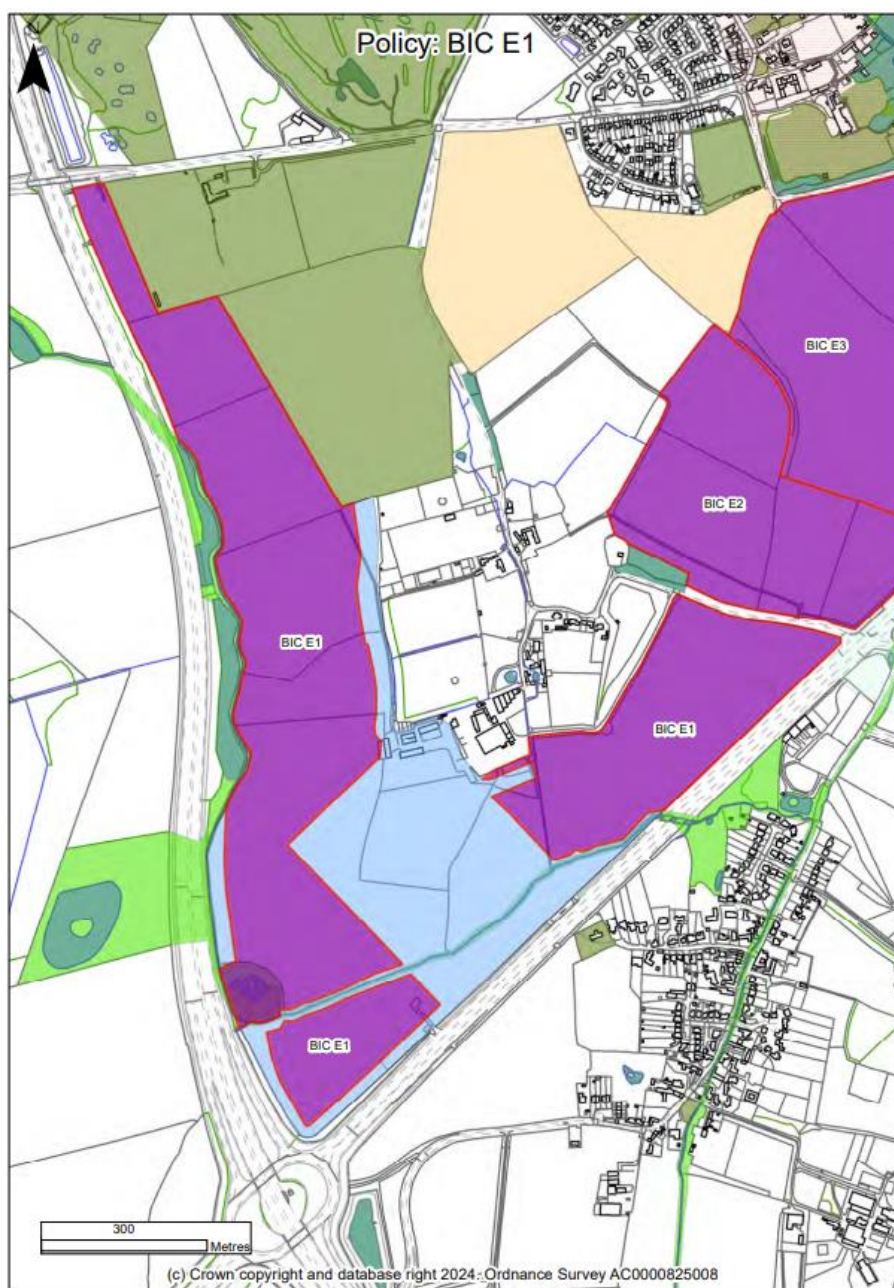 Policy: BIC E1
BIC E3
BIC E2
BIC E1
BIC E1
BIC E1
300
Metres
(c) Crown copyright and database right 2024. Ordnance Survey AC0000825008